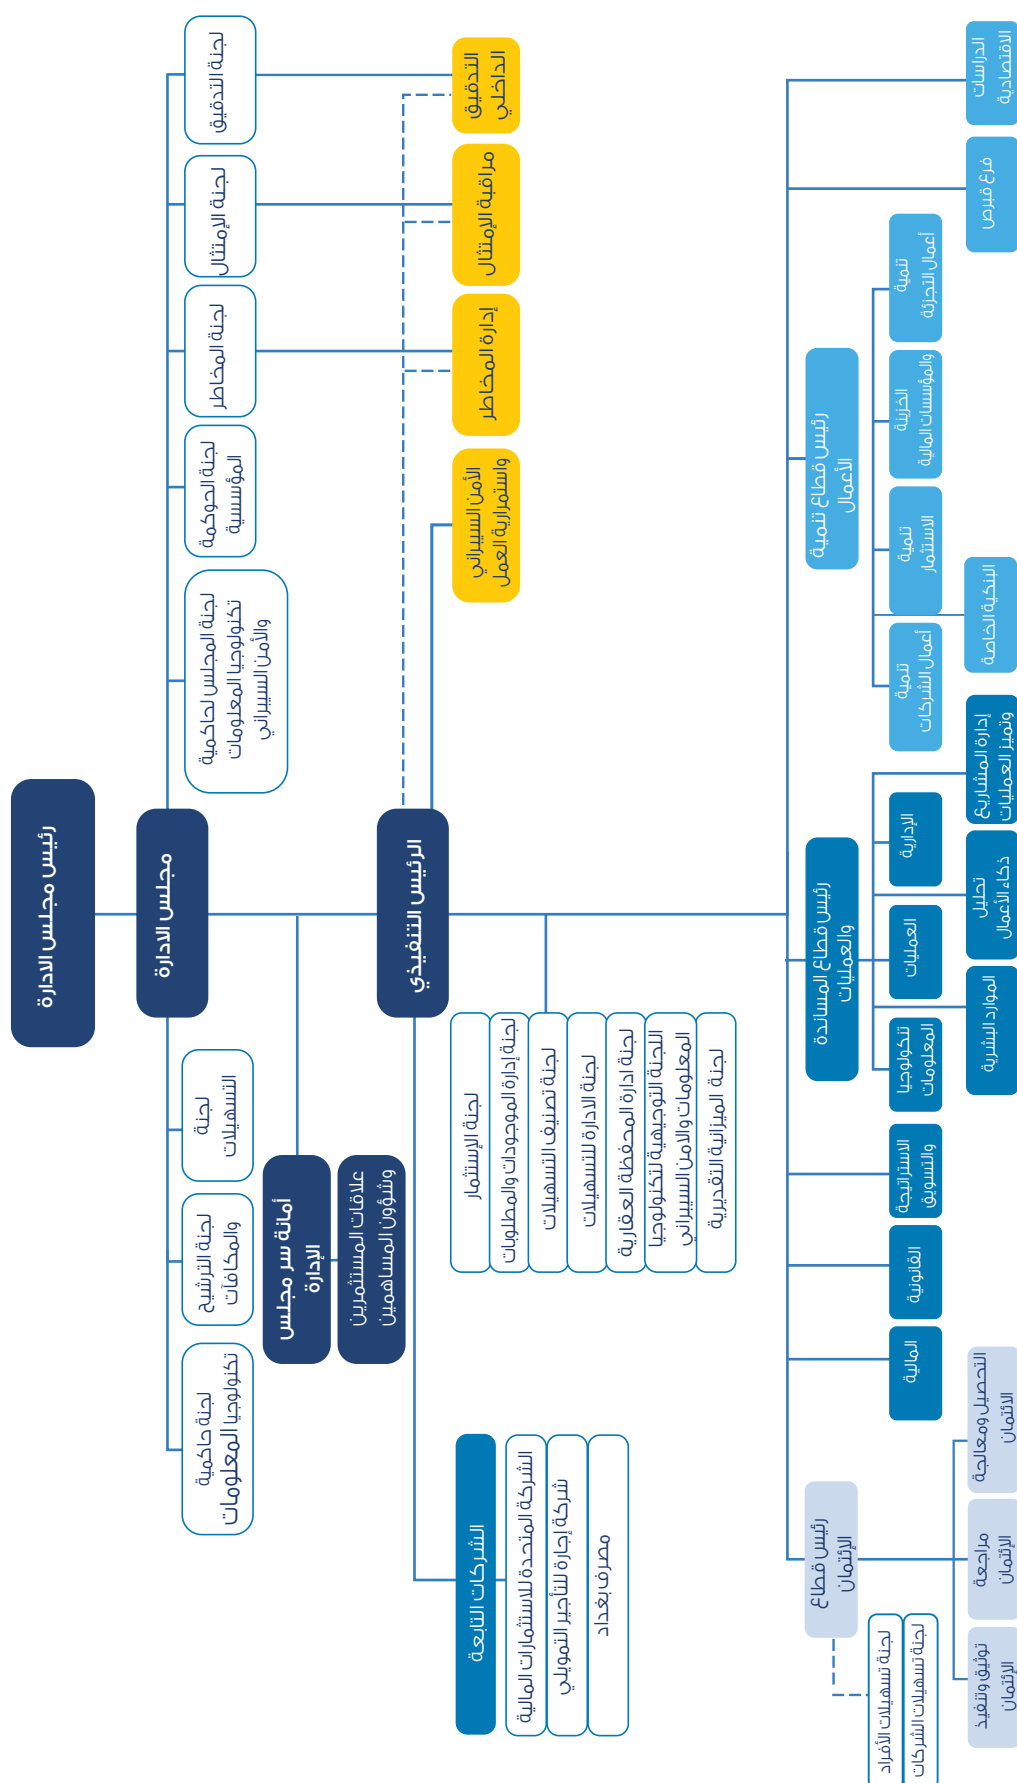 رئيس مجلس الادارة
مجلس الادارة
لجنة التدقيق
لجنة الإمتثال
لجنة المخاطر
لجنة الحوكمة
المؤسسية
لجنة المجلس لحاكمية
تكنولوجيا المعلومات
والأمن السيبراني
لجنة
التسهيلات
لجنة الترشيح
والمكافآت
لجنة حاكمية
تكنولوجيا المعلومات
أمانة سر مجلس
الإدارة
علاقات المستثمرين
وشؤون المساهمين
الرئيس التنفيذي
التدقيق
الداخلي
مراقبة الإمتثال
إدارة المخاطر
الأمن السيبراني
واستمرارية العمل
لجنة الإستثمار
لجنة إدارة الموجودات والمطلوبات
لجنة تصنيف التسهيلات
لجنة الادارة للتسهيلات
لجنة ادارة المحفظة العقارية
اللجنة التوجيهية لتكنولوجيا
المعلومات والامن السيبراني
لجنة الميزانية التقديرية
الشركات التابعة
الشركة المتحدة للاستثمارات المالية
شركة إجارة للتأجير التمويلي
مصرف بغداد
الدراسات
الاقتصادية
فرع قبرص
رئيس قطاع تنمية
الأعمال
تنمية
أعمال التجزئة
الخزينة
والمؤسسات المالية
تنمية
الاستثمار
تنمية
أعمال الشركات
البنكية الخاصة
رئيس قطاع المساندة
والعمليات
الإدارية
العمليات
تنكولوجيا
المعلومات
إدارة المشاريع
وتميز العمليات
تحليل
ذكاء الأعمال
الموارد البشرية
الاستراتيجة
والتسويق
القانونية
المالية
رئيس قطاع
الإئتمان
التحصيل ومعالجة
الائتمان
مراجعة
الإئتمان
توثيق وتنفيذ
الإئتمان
لجنة تسهيلات الأفراد
لجنة تسهيلات الشركات